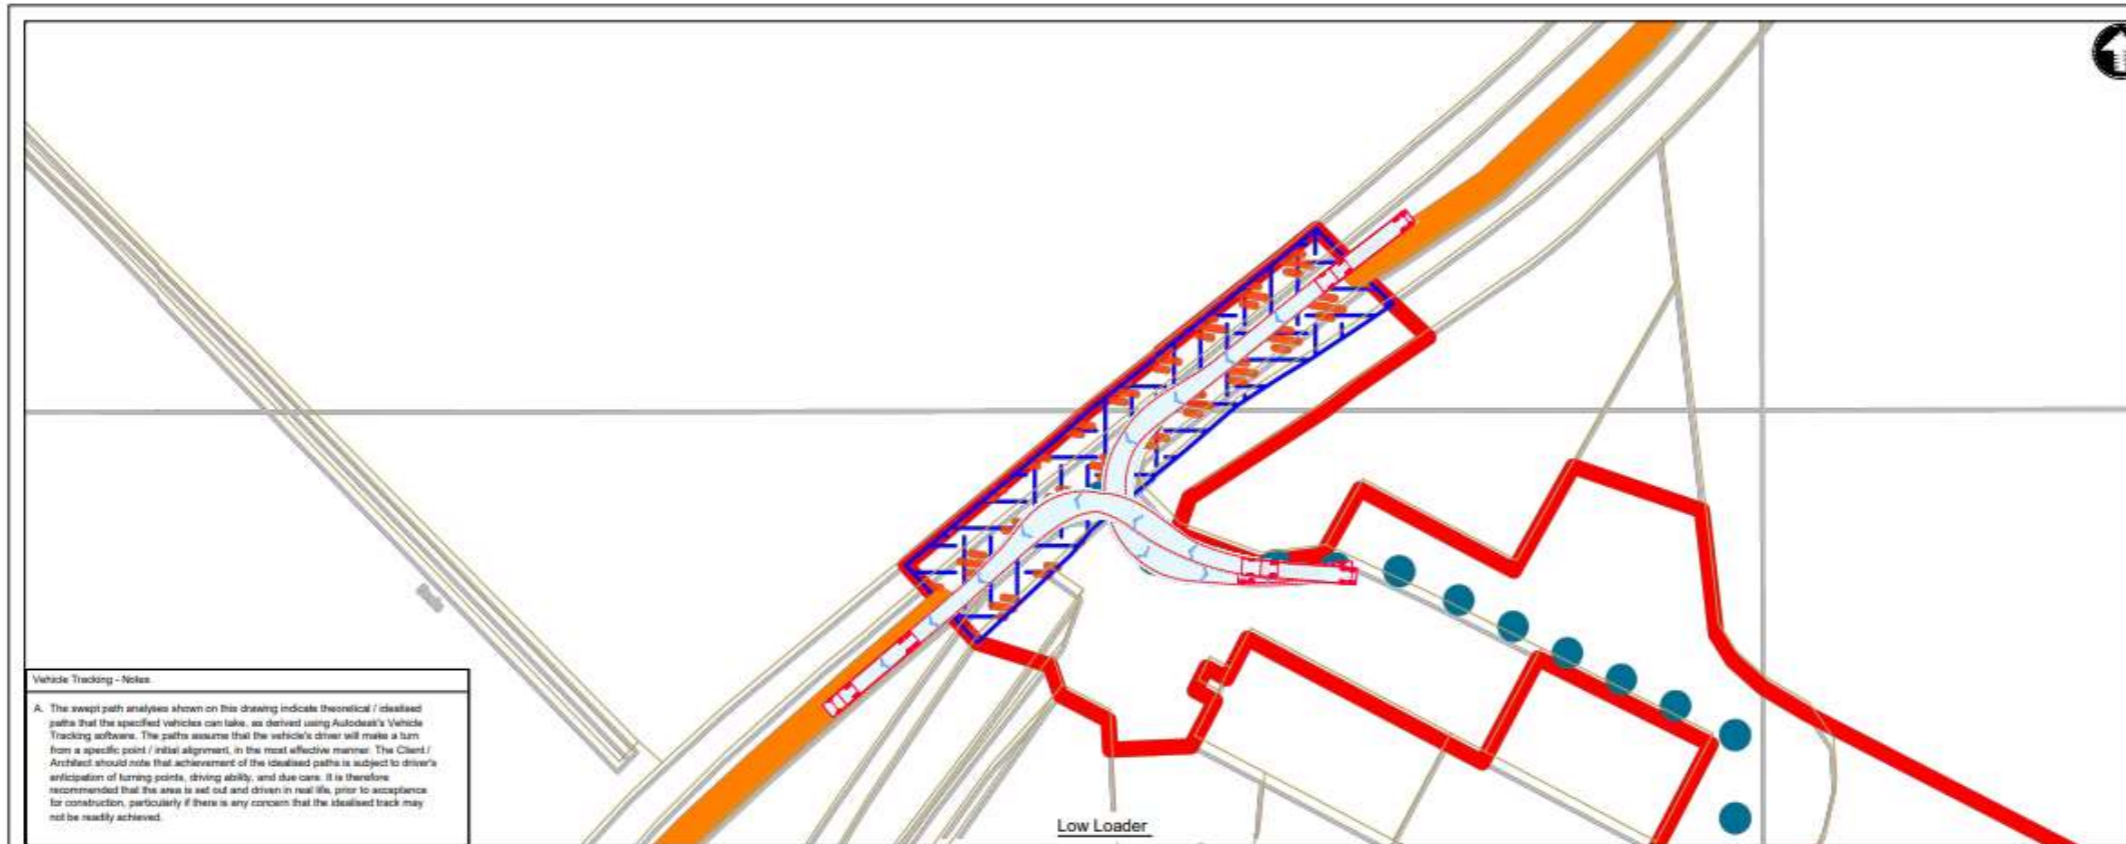 Vehicle Tracking - Notes
A. The swept path analyses shown on this drawing indicate theoretical / idealised
paths that the specified vehicles can take, as derived using Autodesk's Vehicle
Tracking software. The paths assume that the vehicle's driver will make a turn
from a specific point / initial alignment, in the most effective manner. The Client /
Architect should note that achievement of the idealised paths is subject to driver's
anticipation of turning points, driving ability, and due care. It is therefore
recommended that the area is set out and driven in real life, prior to acceptance
for construction, particularly if there is any concern that the idealised track may
not be readily achieved.
Low Loader